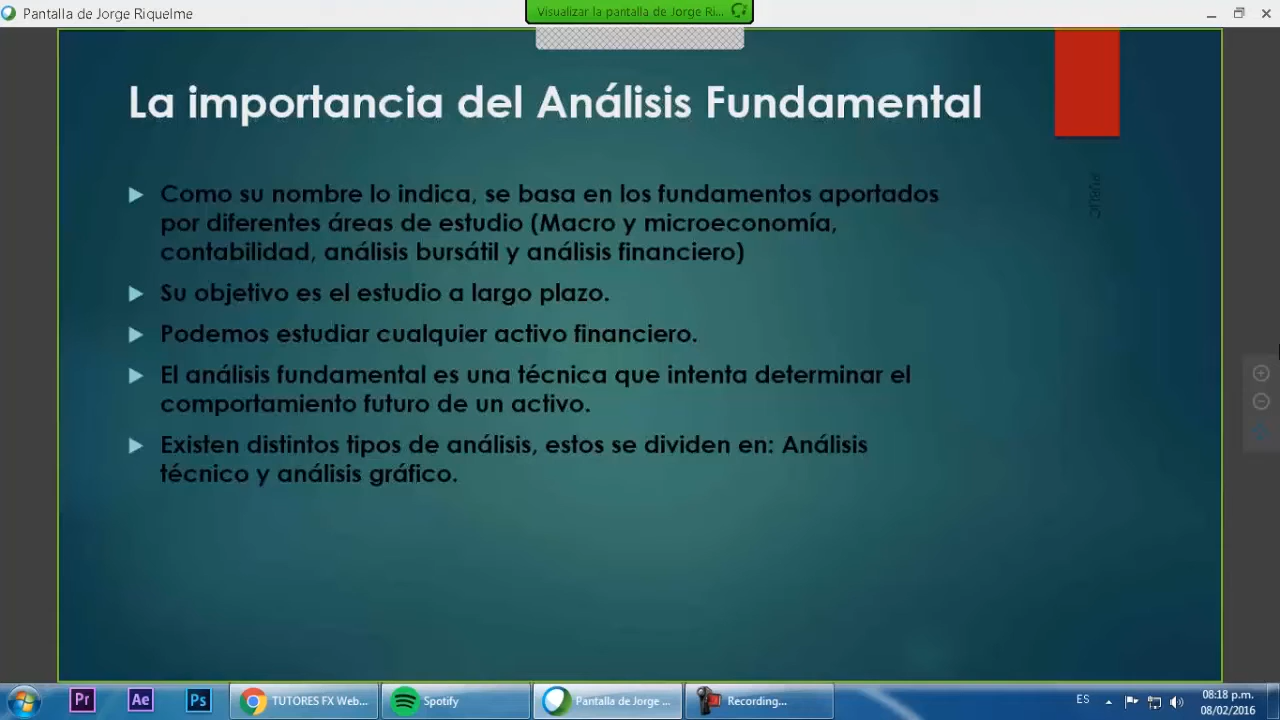 Pantalla de Jorge Riquelme
Visualizar la pantalla de Jorge Ri...
La importancia del Análisis Fundamental
Como su nombre lo indica, se basa en los fundamentos aportados
por diferentes áreas de estudio (Macro y microeconomía,
contabilidad, análisis bursátil y análisis financiero)
Su objetivo es el estudio a largo plazo.
Podemos estudiar cualquier activo financiero.
El análisis fundamental es una técnica que intenta determinar el
comportamiento futuro de un activo.
Existen distintos tipos de análisis, estos se dividen en: Análisis
técnico y análisis gráfico.
PUBLIC
Pr
Ae
Ps
TUTORES FX Web...
Spotify
Pantalla de Jorge ...
Recording...
ES
08:18 p.m.
08/02/2016